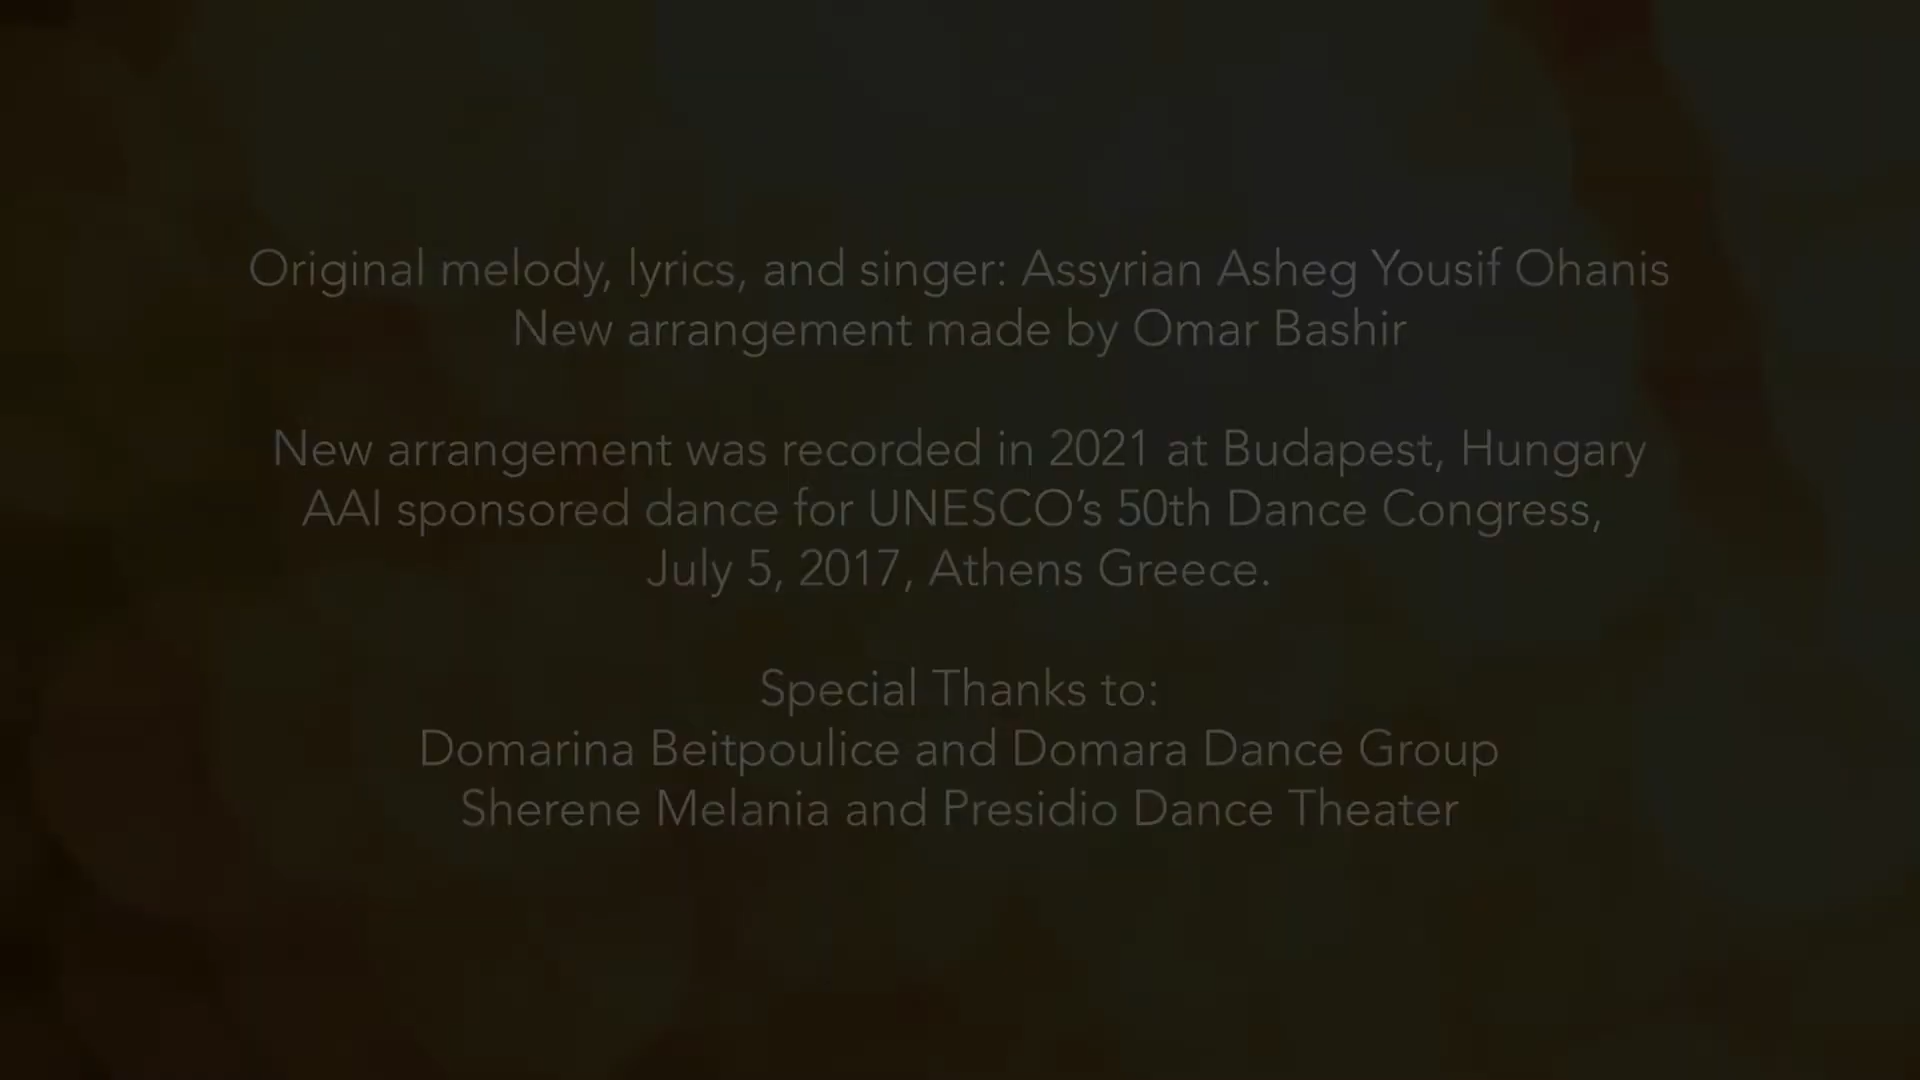 Original melody, lyrics, and singer: Assyrian Asheg Yousif Ohanis
New arrangement made by Omar Bashir
New arrangement was recorded in 2021 at Budapest, Hungary
AAI sponsored dance for UNESCO’s 50th Dance Congress,
July 5, 2017, Athens Greece.
Special Thanks to:
Domarina Beitpoulice and Domara Dance Group
Sherene Melania and Presidio Dance Theater